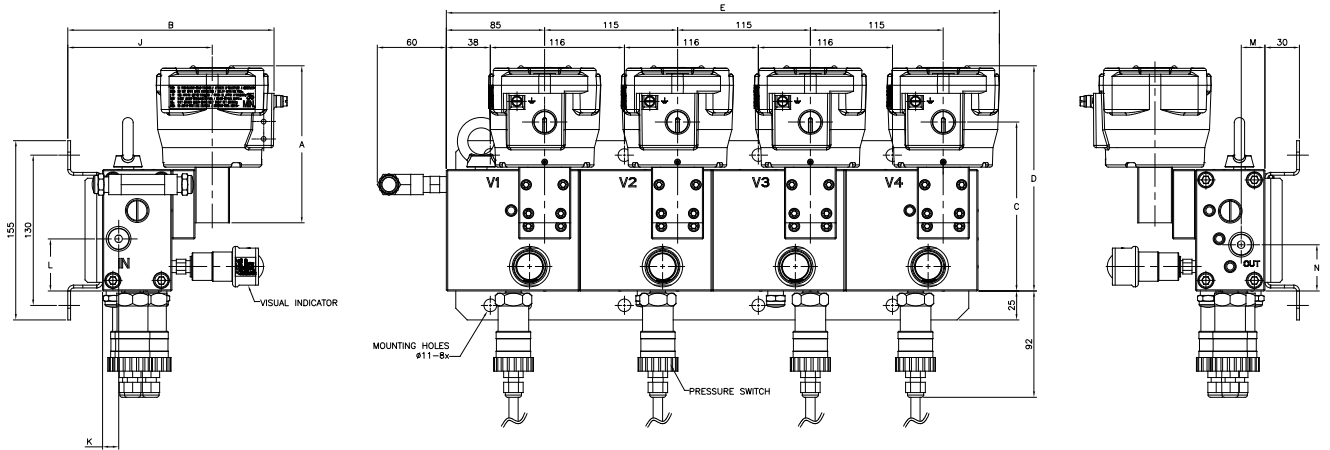 B
J
A
155
130
L
IN
VISUAL INDICATOR
K
E
85
115
115
115
60
38
116
116
116
V1
V2
V3
V4
D
C
25
92
MOUNTING HOLES
ø11-8x
PRESSURE SWITCH
M
30
N
OUT